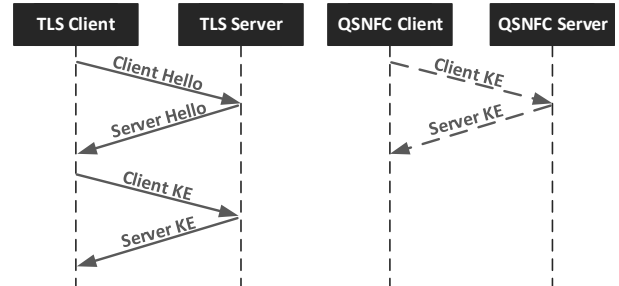 TLS Client
TLS Server
QSNFC Client
QSNFC Server
Client Hello
Server Hello
Client KE
Server KE
Client KE
Server KE